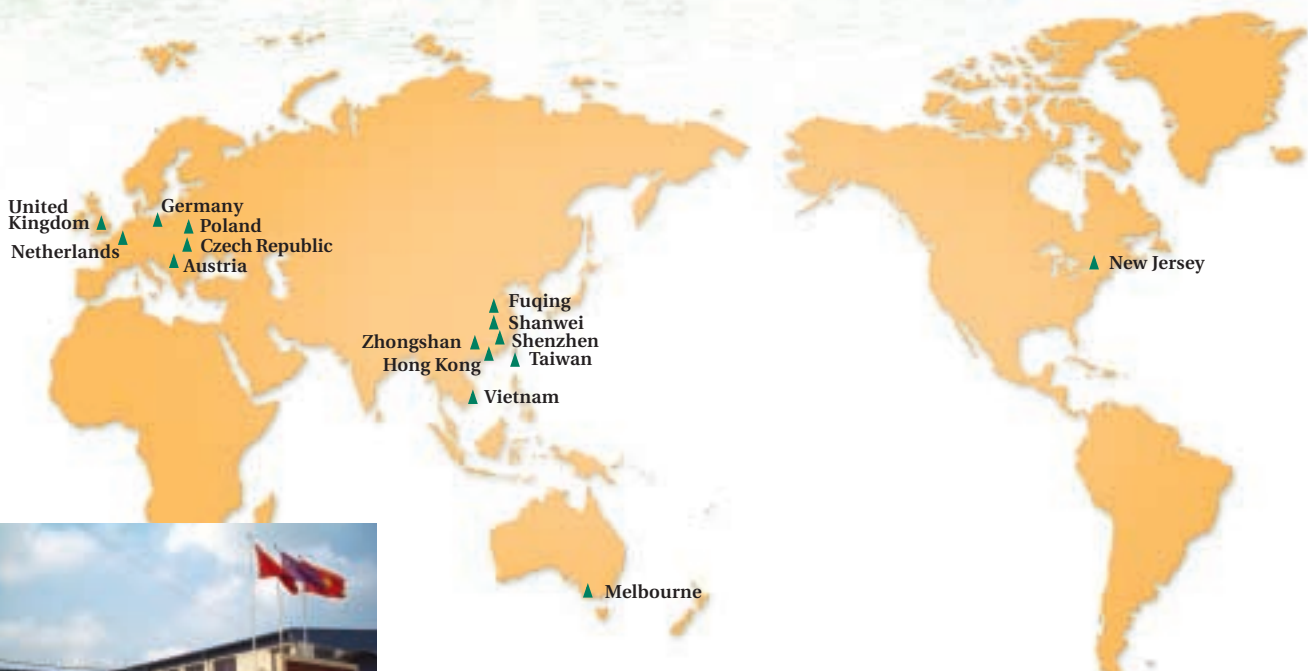 United
Kingdom
Netherlands
Germany
Poland
Czech Republic
Austria
Fuqing
Shanwei
Zhongshan
Shenzhen
Hong Kong
Taiwan
Vietnam
Melbourne
New Jersey